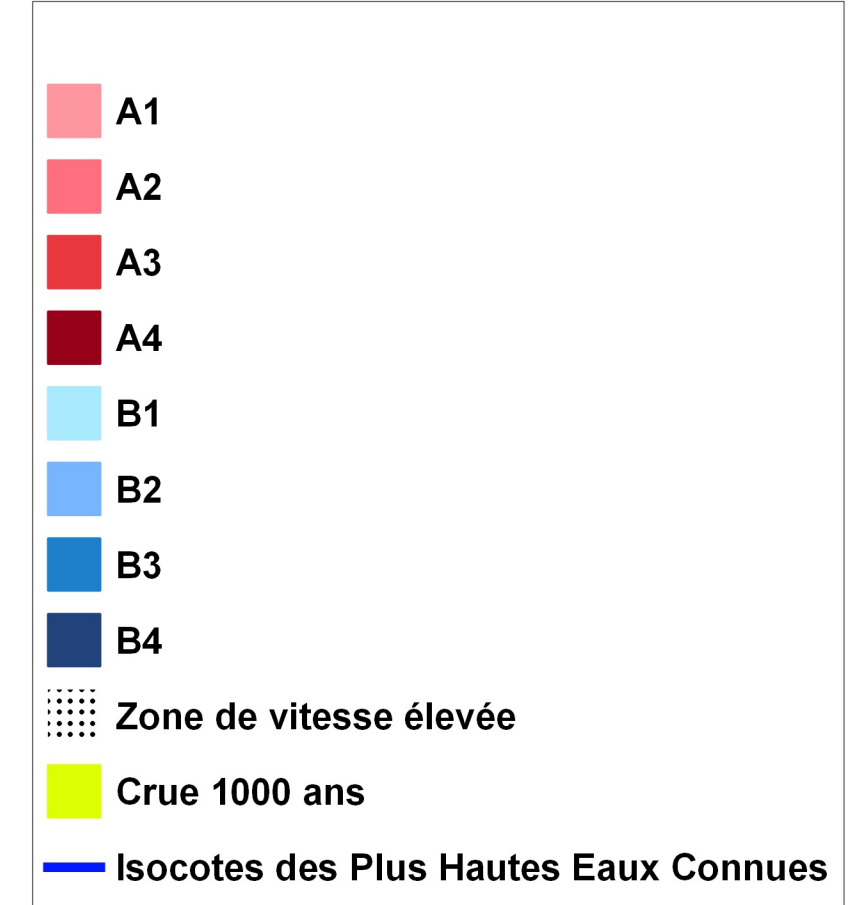 A1
A2
A3
A4
B1
B2
B3
B4
Zone de vitesse élevée
Crue 1000 ans
Isocotes des Plus Hautes Eaux Connues